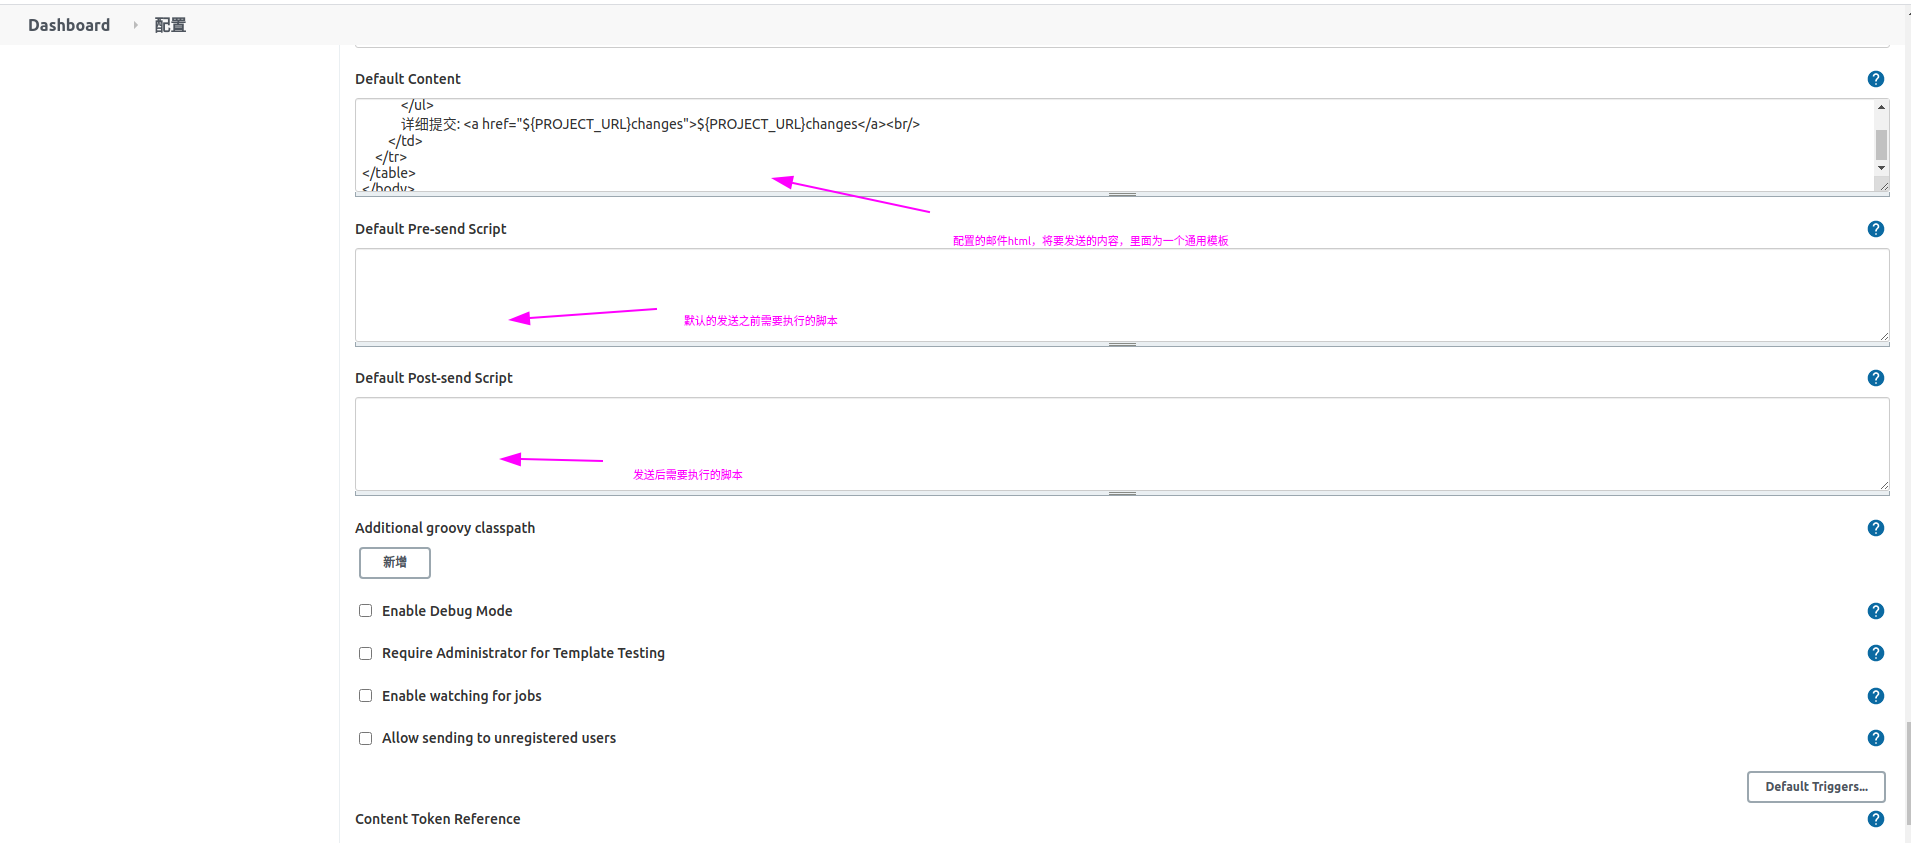 Dashboard 配置
Default Content
</ul>
详细提交: <a href="${PROJECT_URL}changes">${PROJECT_URL}changes</a><br/>
</td>
</tr>
</table>
</body>
配置的邮件html，将要发送的内容，里面为一个通用模板
Default Pre-send Script
默认的发送之前需要执行的脚本
Default Post-send Script
发送后需要执行的脚本
Additional groovy classpath
新增
Enable Debug Mode
Require Administrator for Template Testing
Enable watching for jobs
Allow sending to unregistered users
Default Triggers...
Content Token Reference